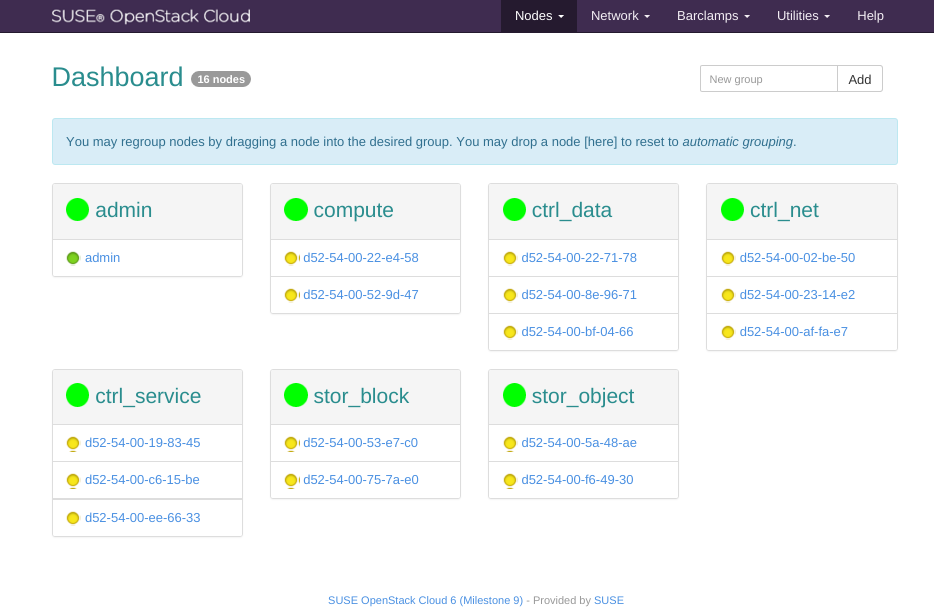 SUSE® OpenStack Cloud
Nodes
Network
Barclamps
Utilities
Help
Dashboard 16 nodes
New group
Add
You may regroup nodes by dragging a node into the desired group. You may drop a node [here] to reset to automatic grouping.
admin
admin
compute
d52-54-00-22-e4-58
d52-54-00-52-9d-47
ctrl_data
d52-54-00-22-71-78
d52-54-00-8e-96-71
d52-54-00-bf-04-66
ctrl_net
d52-54-00-02-be-50
d52-54-00-23-14-e2
d52-54-00-af-fa-e7
ctrl_service
d52-54-00-19-83-45
d52-54-00-c6-15-be
d52-54-00-ee-66-33
stor_block
d52-54-00-53-e7-c0
d52-54-00-75-7a-e0
stor_object
d52-54-00-5a-48-ae
d52-54-00-f6-49-30
SUSE OpenStack Cloud 6 (Milestone 9) - Provided by SUSE